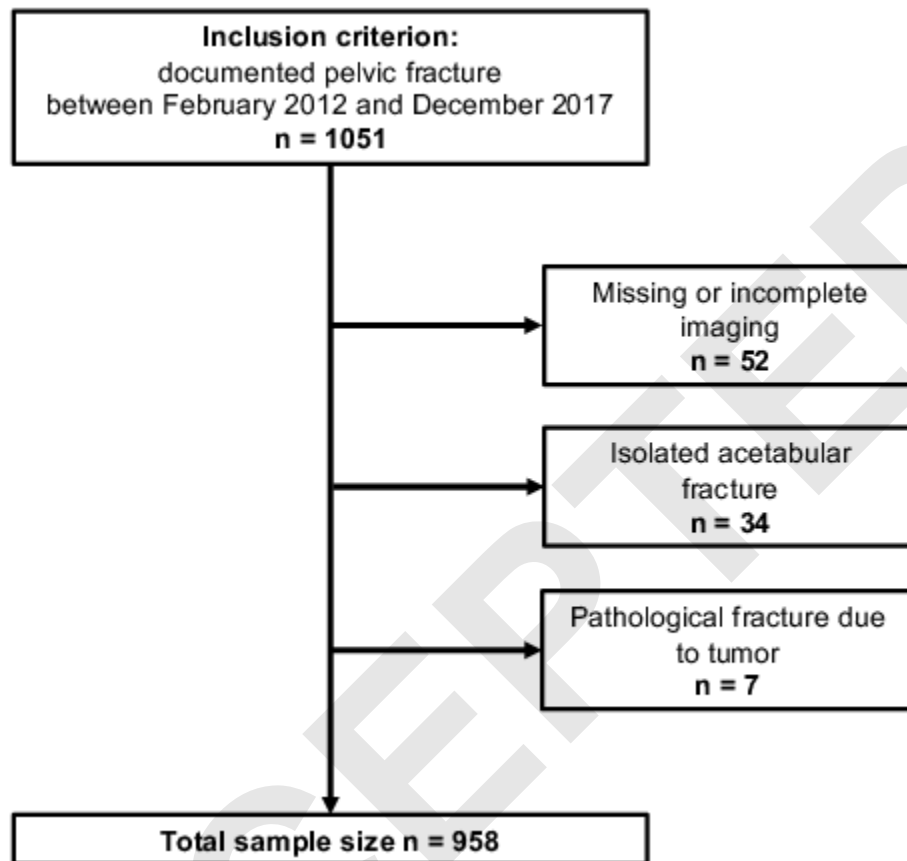 Inclusion criterion:
documented pelvic fracture
between February 2012 and December 2017
n = 1051
Missing or incomplete
imaging
n = 52
Isolated acetabular
fracture
n = 34
Pathological fracture due
to tumor
n = 7
Total sample size n = 958
CEPTED